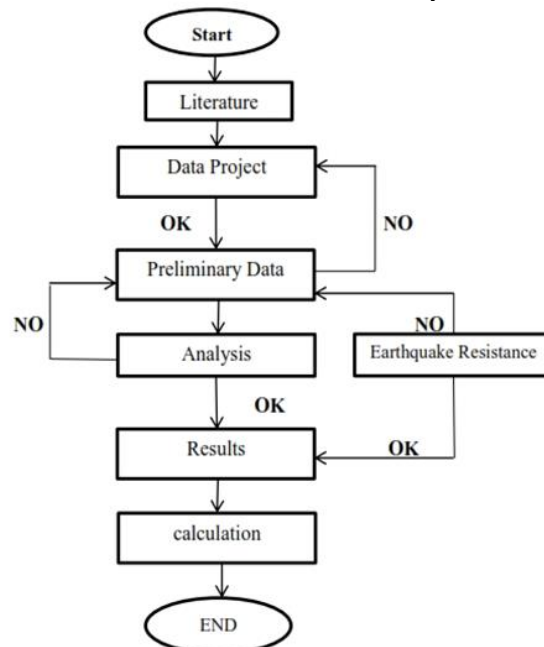 Start
Literature
Data Project
OK
NO
Preliminary Data
NO
NO
Analysis
Earthquake Resistance
OK
Results
OK
calculation
END